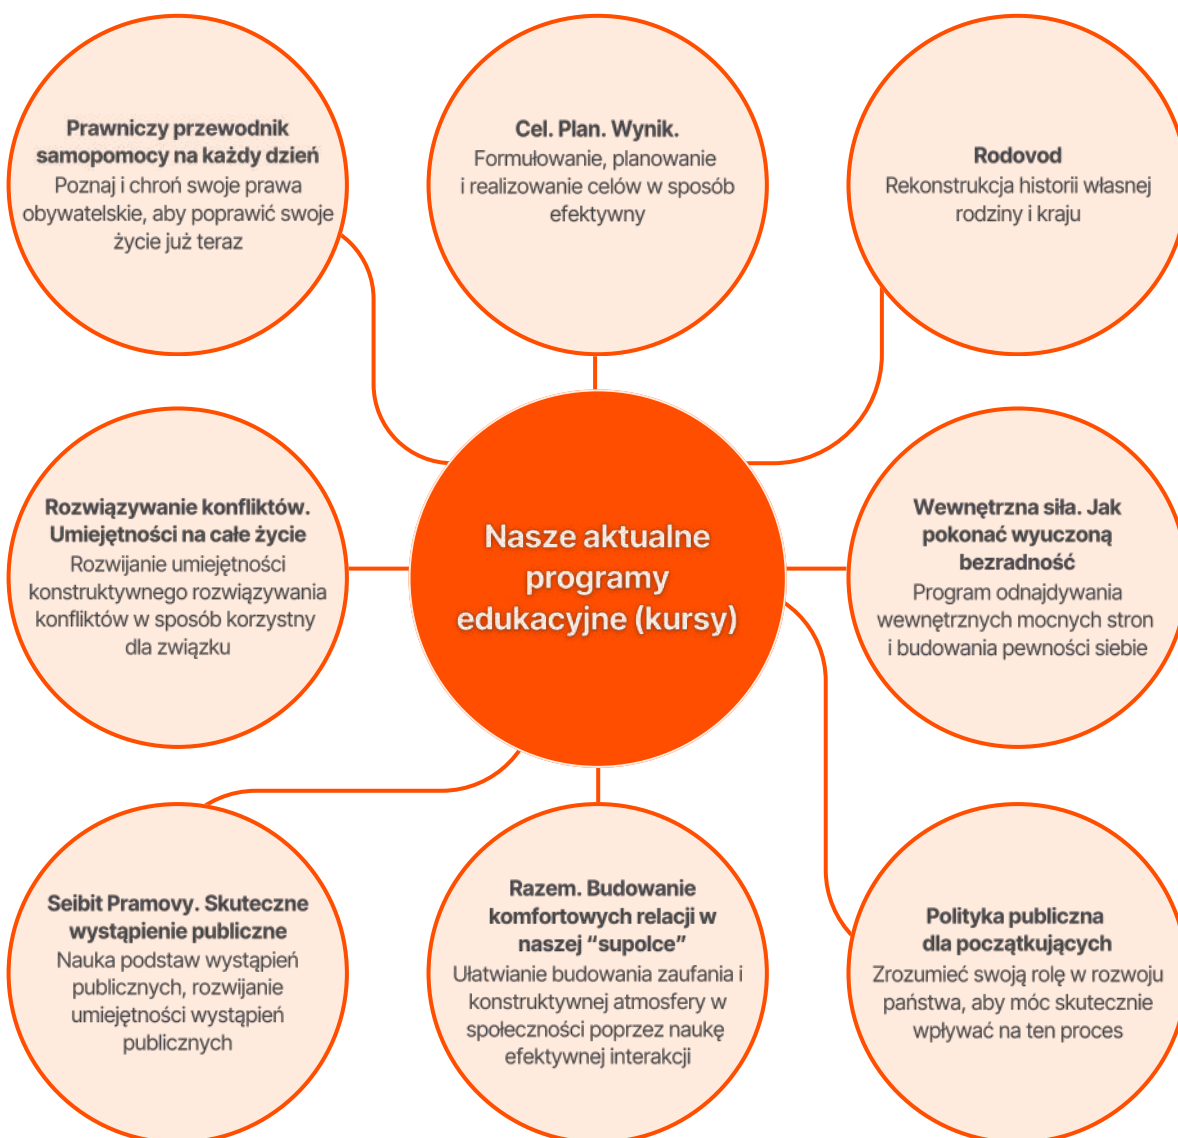 Prawniczy przewodnik
samopomocy na każdy dzień
Poznaj i chroń swoje prawa
obywatelskie, aby poprawić swoje
życie już teraz
Cel. Plan. Wynik.
Formułowanie, planowanie
i realizowanie celów w sposób
efektywny
Rodovod
Rekonstrukcja historii własnej
rodziny i kraju
Rozwiązywanie konfliktów.
Umiejętności na całe życie
Rozwijanie umiejętności
konstruktywnego rozwiązywania
konfliktów w sposób korzystny
dla związku
Nasze aktualne
programy
edukacyjne (kursy)
Wewnętrzna siła. Jak
pokonać wyuczoną
bezradność
Program odnajdywania
wewnętrznych mocnych stron
i budowania pewności siebie
Seibit Pramovy. Skuteczne
wystąpienie publiczne
Nauka podstaw wystąpień
publicznych, rozwijanie
umiejętności wystąpień
publicznych
Razem. Budowanie
komfortowych relacji w
naszej “supolce”
Ułatwianie budowania zaufania i
konstruktywnej atmosfery w
społeczności poprzez naukę
efektywnej interakcji
Polityka publiczna
dla początkujących
Zrozumieć swoją rolę w rozwoju
państwa, aby móc skutecznie
wpływać na ten proces